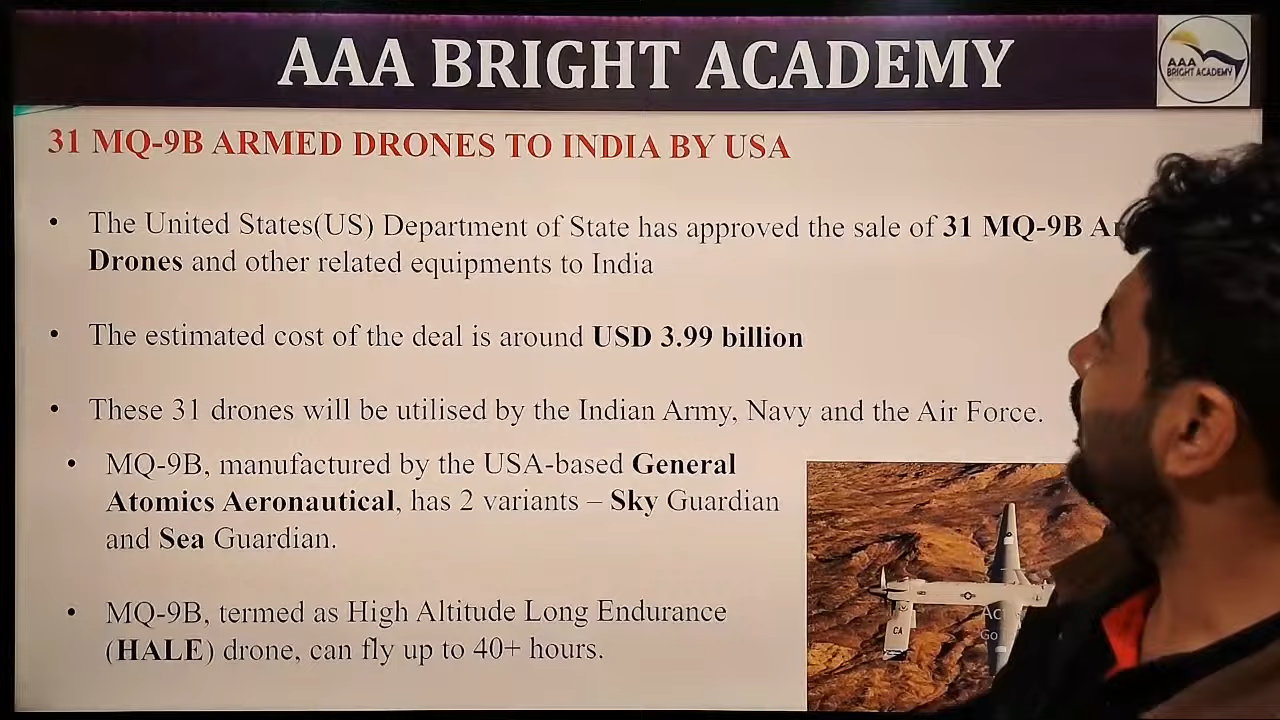 AAA BRIGHT ACADEMY
AAA
BRIGHT ACADEMY
31 MQ-9B ARMED DRONES TO INDIA BY USA
• The United States(US) Department of State has approved the sale of 31 MQ-9B
Drones and other related equipments to India
• The estimated cost of the deal is around USD 3.99 billion
• These 31 drones will be utilised by the Indian Army, Navy and the Air Force.
• MQ-9B, manufactured by the USA-based General
Atomics Aeronautical, has 2 variants – Sky Guardian
and Sea Guardian.
• MQ-9B, termed as High Altitude Long Endurance
(HALE) drone, can fly up to 40+ hours.
CA
Go